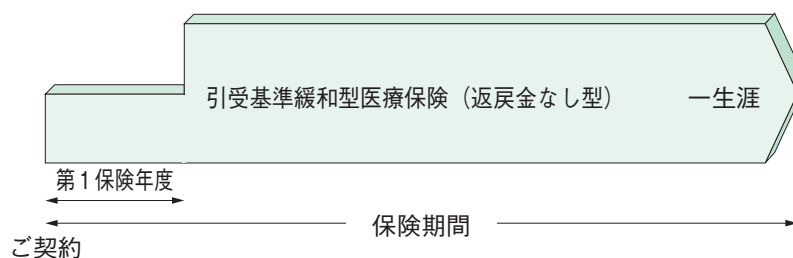 引受基準緩和型医療保険（返戻金なし型） 一生涯
第1保険年度
保険期間
ご契約